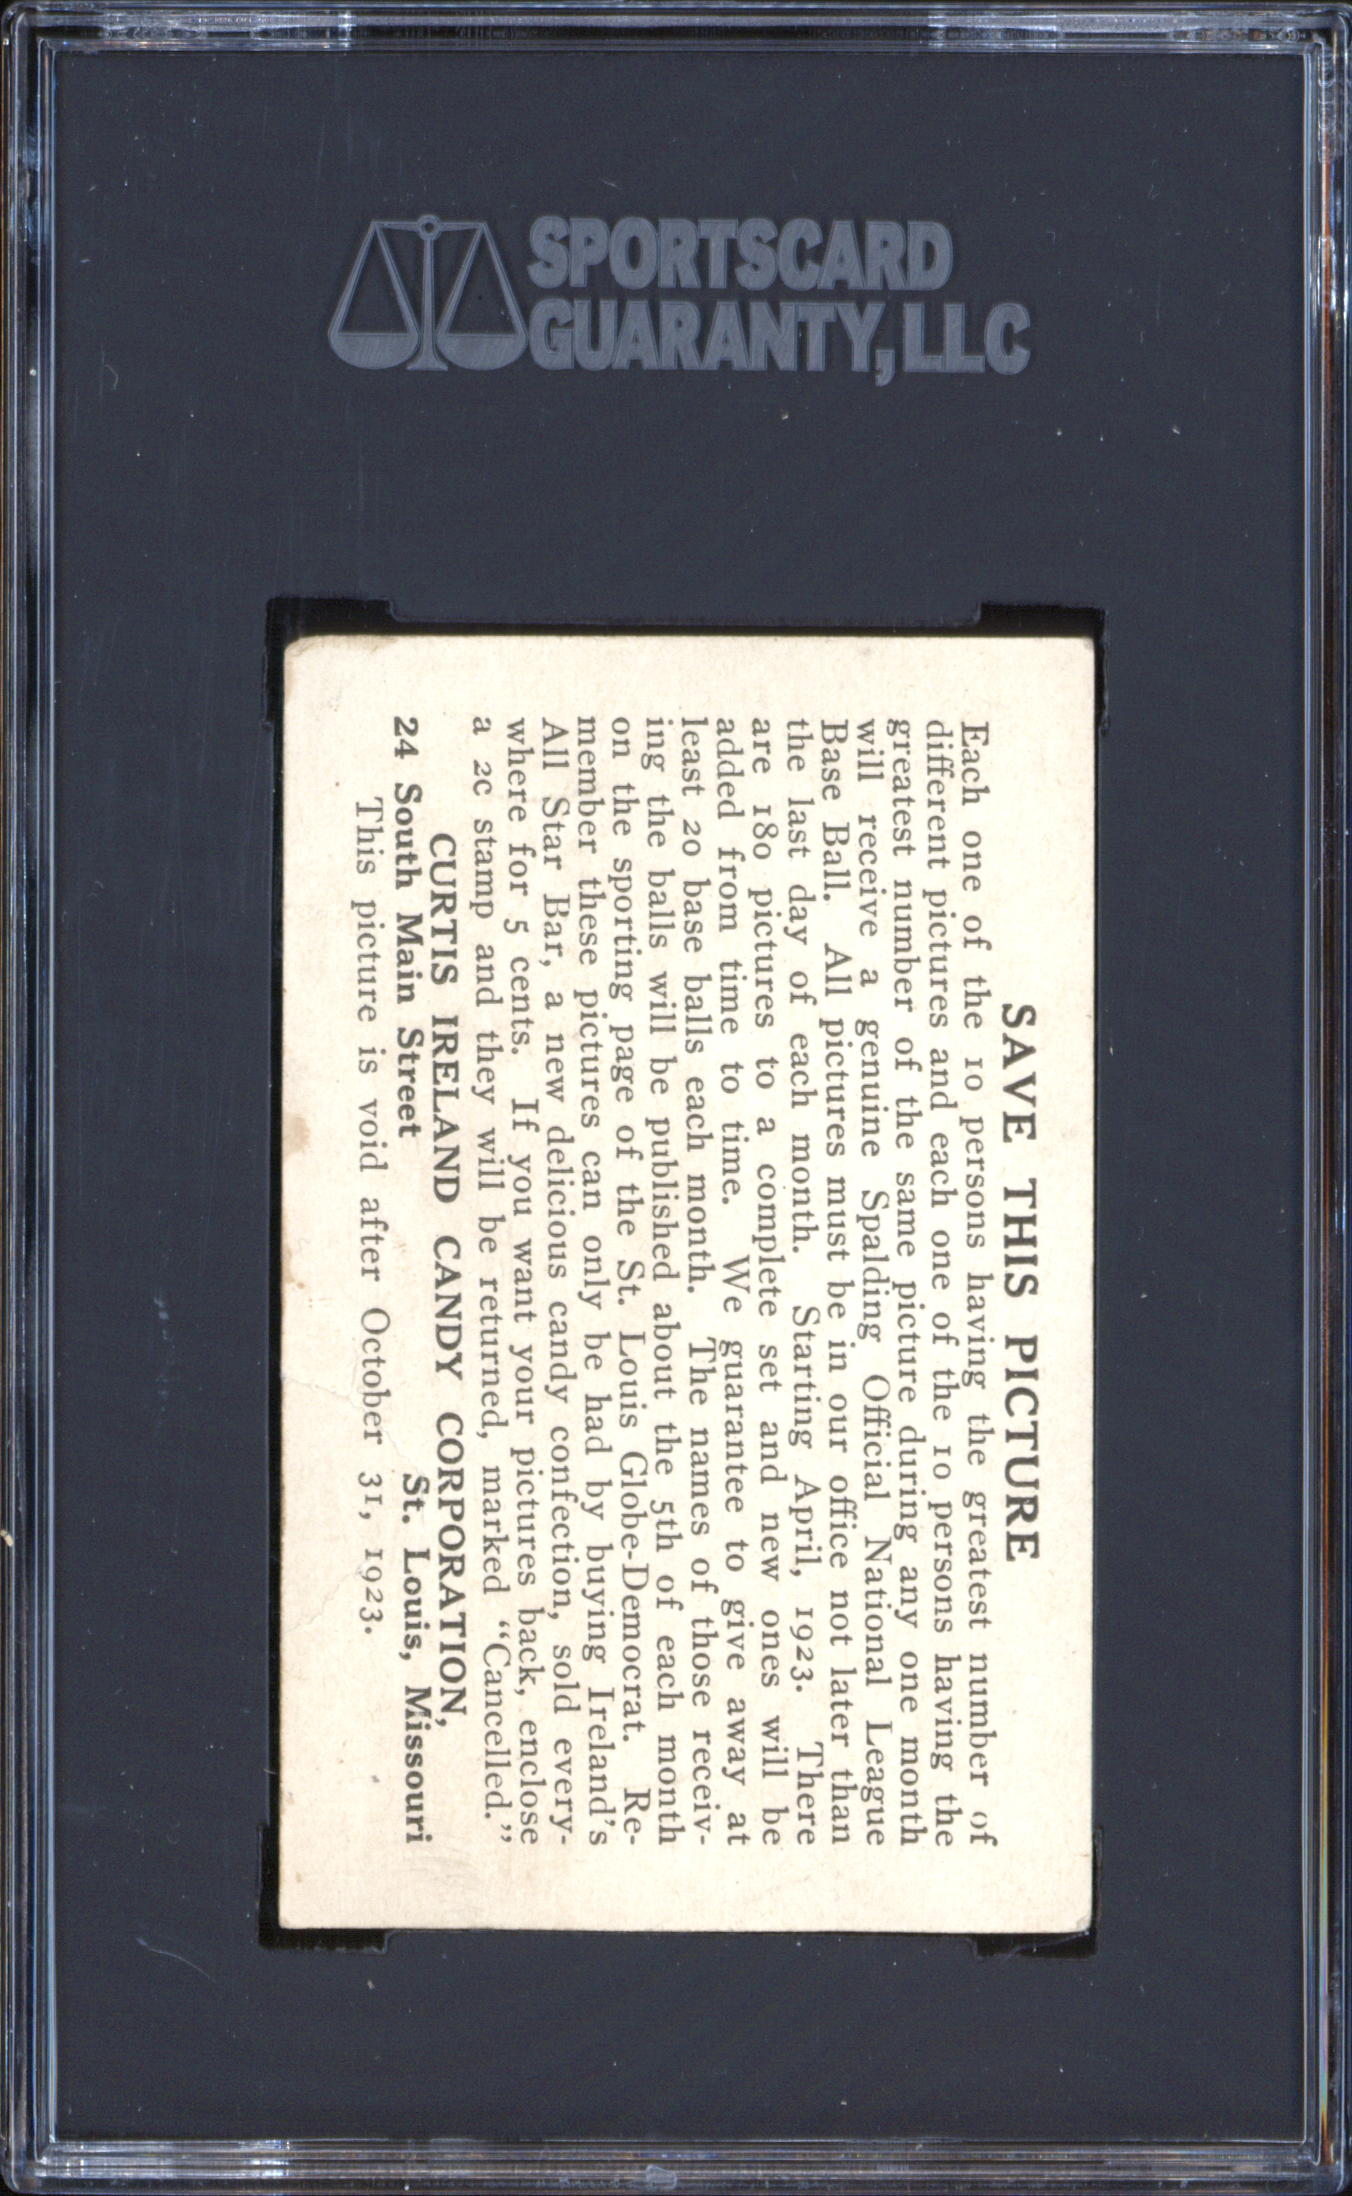 SPORTSCARD
GUARANTY, LLC
SAVE THIS PICTURE
Each one of the 10 persons having the greatest number of
different pictures and each one of the 10 persons having the
greatest number of the same picture during any one month
will receive a genuine Spalding Official National League
Base Ball. All pictures must be in our office not later than
the last day of each month. Starting April, 1923. There
are 180 pictures to a complete set and new ones will be
added from time to time. We guarantee to give away at
least 20 base balls each month. The names of those receiv-
ing the balls will be published about the 5th of each month
on the sporting page of the St. Louis Globe-Democrat. Re-
member these pictures can only be had by buying Ireland's
All Star Bar, a new delicious candy confection, sold every-
where for 5 cents. If you want your pictures back, enclose
a 2c stamp and they will be returned, marked “Cancelled.”
CURTIS IRELAND CANDY CORPORATION,
24 South Main Street St. Louis, Missouri
This picture is void after October 31, 1923.